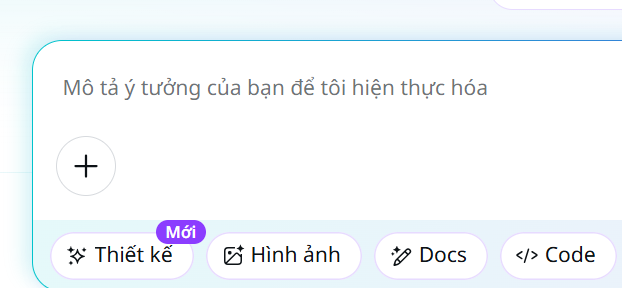 Mô tả ý tưởng của bạn để tôi hiện thực hóa
Mới
Thiết kế
Hình ảnh
Docs
</> Code